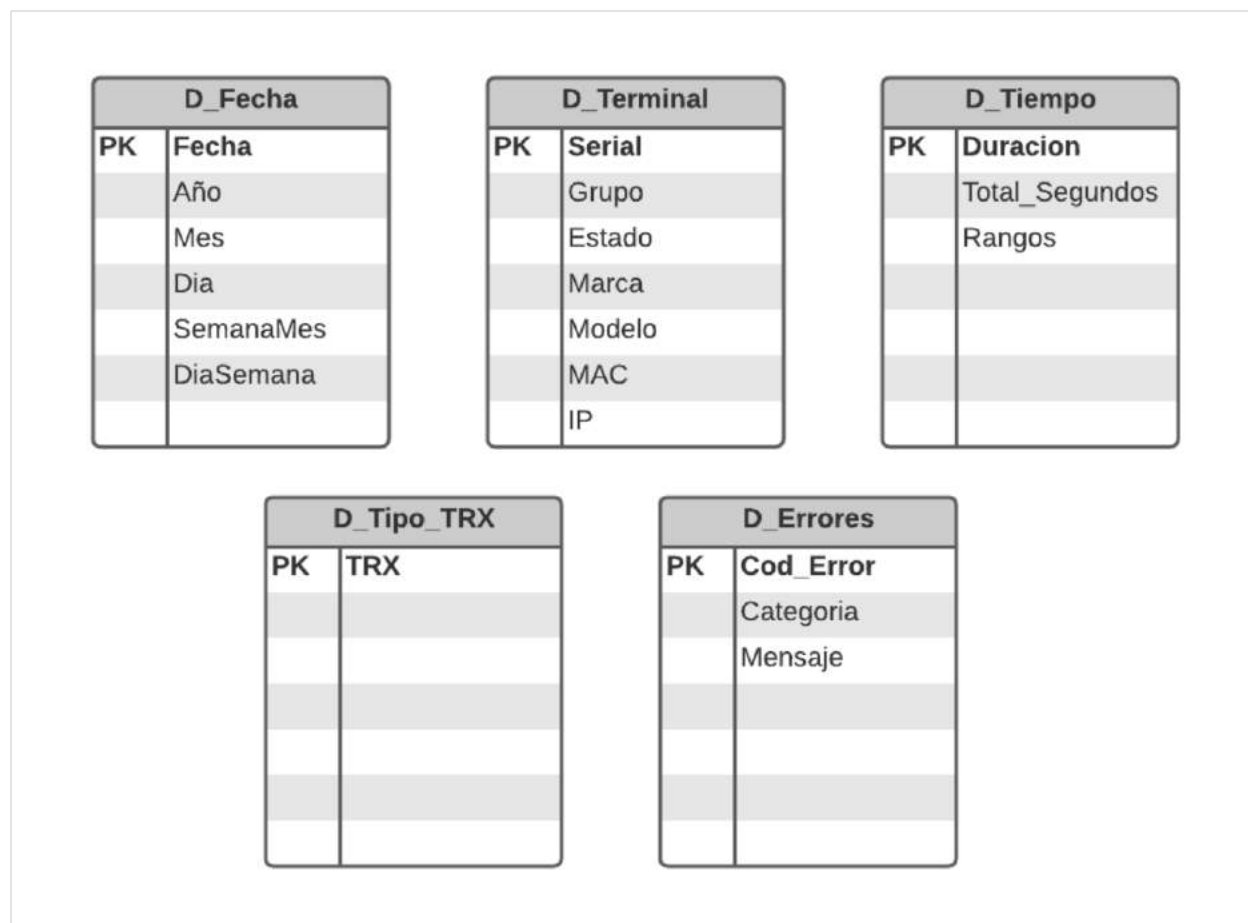 D_Fecha
PK Fecha
Año
Mes
Dia
SemanaMes
DiaSemana
D_Terminal
PK Serial
Grupo
Estado
Marca
Modelo
MAC
IP
D_Tiempo
PK Duracion
Total_Segundos
Rangos
D_Tipo_TRX
PK TRX
D_Errores
PK Cod_Error
Categoria
Mensaje